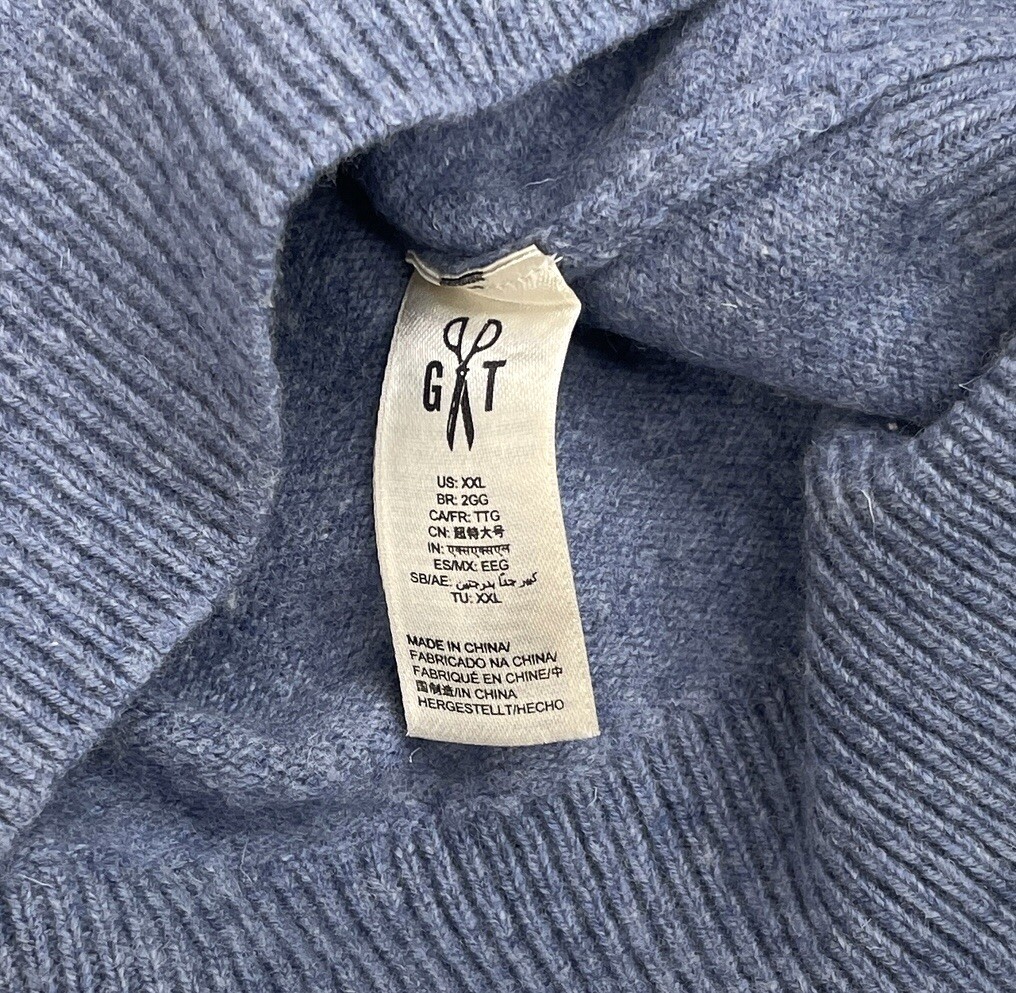 G T
US: XXL
BR: 2GG
CA/FR: TTG
CN: 超特大号
IN: एक्सएक्सएल
ES/MX: EEG
SB/AE: كبير جداً بدرجتين
TU: XXL
MADE IN CHINA/
FABRICADO NA CHINA/
FABRIQUÉ EN CHINE/中
国制造/IN CHINA
HERGESTELLT/HECHO